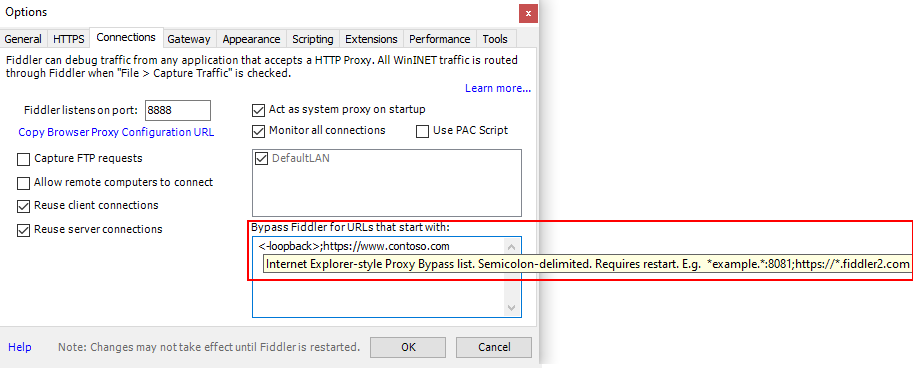 Options
x
General HTTPS Connections Gateway Appearance Scripting Extensions Performance Tools
Fiddler can debug traffic from any application that accepts a HTTP Proxy. All WinINET traffic is routed
through Fiddler when "File > Capture Traffic" is checked.
Learn more...
Fiddler listens on port: 8888
Copy Browser Proxy Configuration URL
Capture FTP requests
Allow remote computers to connect
Reuse client connections
Reuse server connections
Act as system proxy on startup
Monitor all connections Use PAC Script
DefaultLAN
Bypass Fiddler for URLs that start with:
<-loopback>;https://www.contoso.com
Internet Explorer-style Proxy Bypass list. Semicolon-delimited. Requires restart. E.g. *example.*:8081;https://*.fiddler2.com
Help Note: Changes may not take effect until Fiddler is restarted. OK Cancel